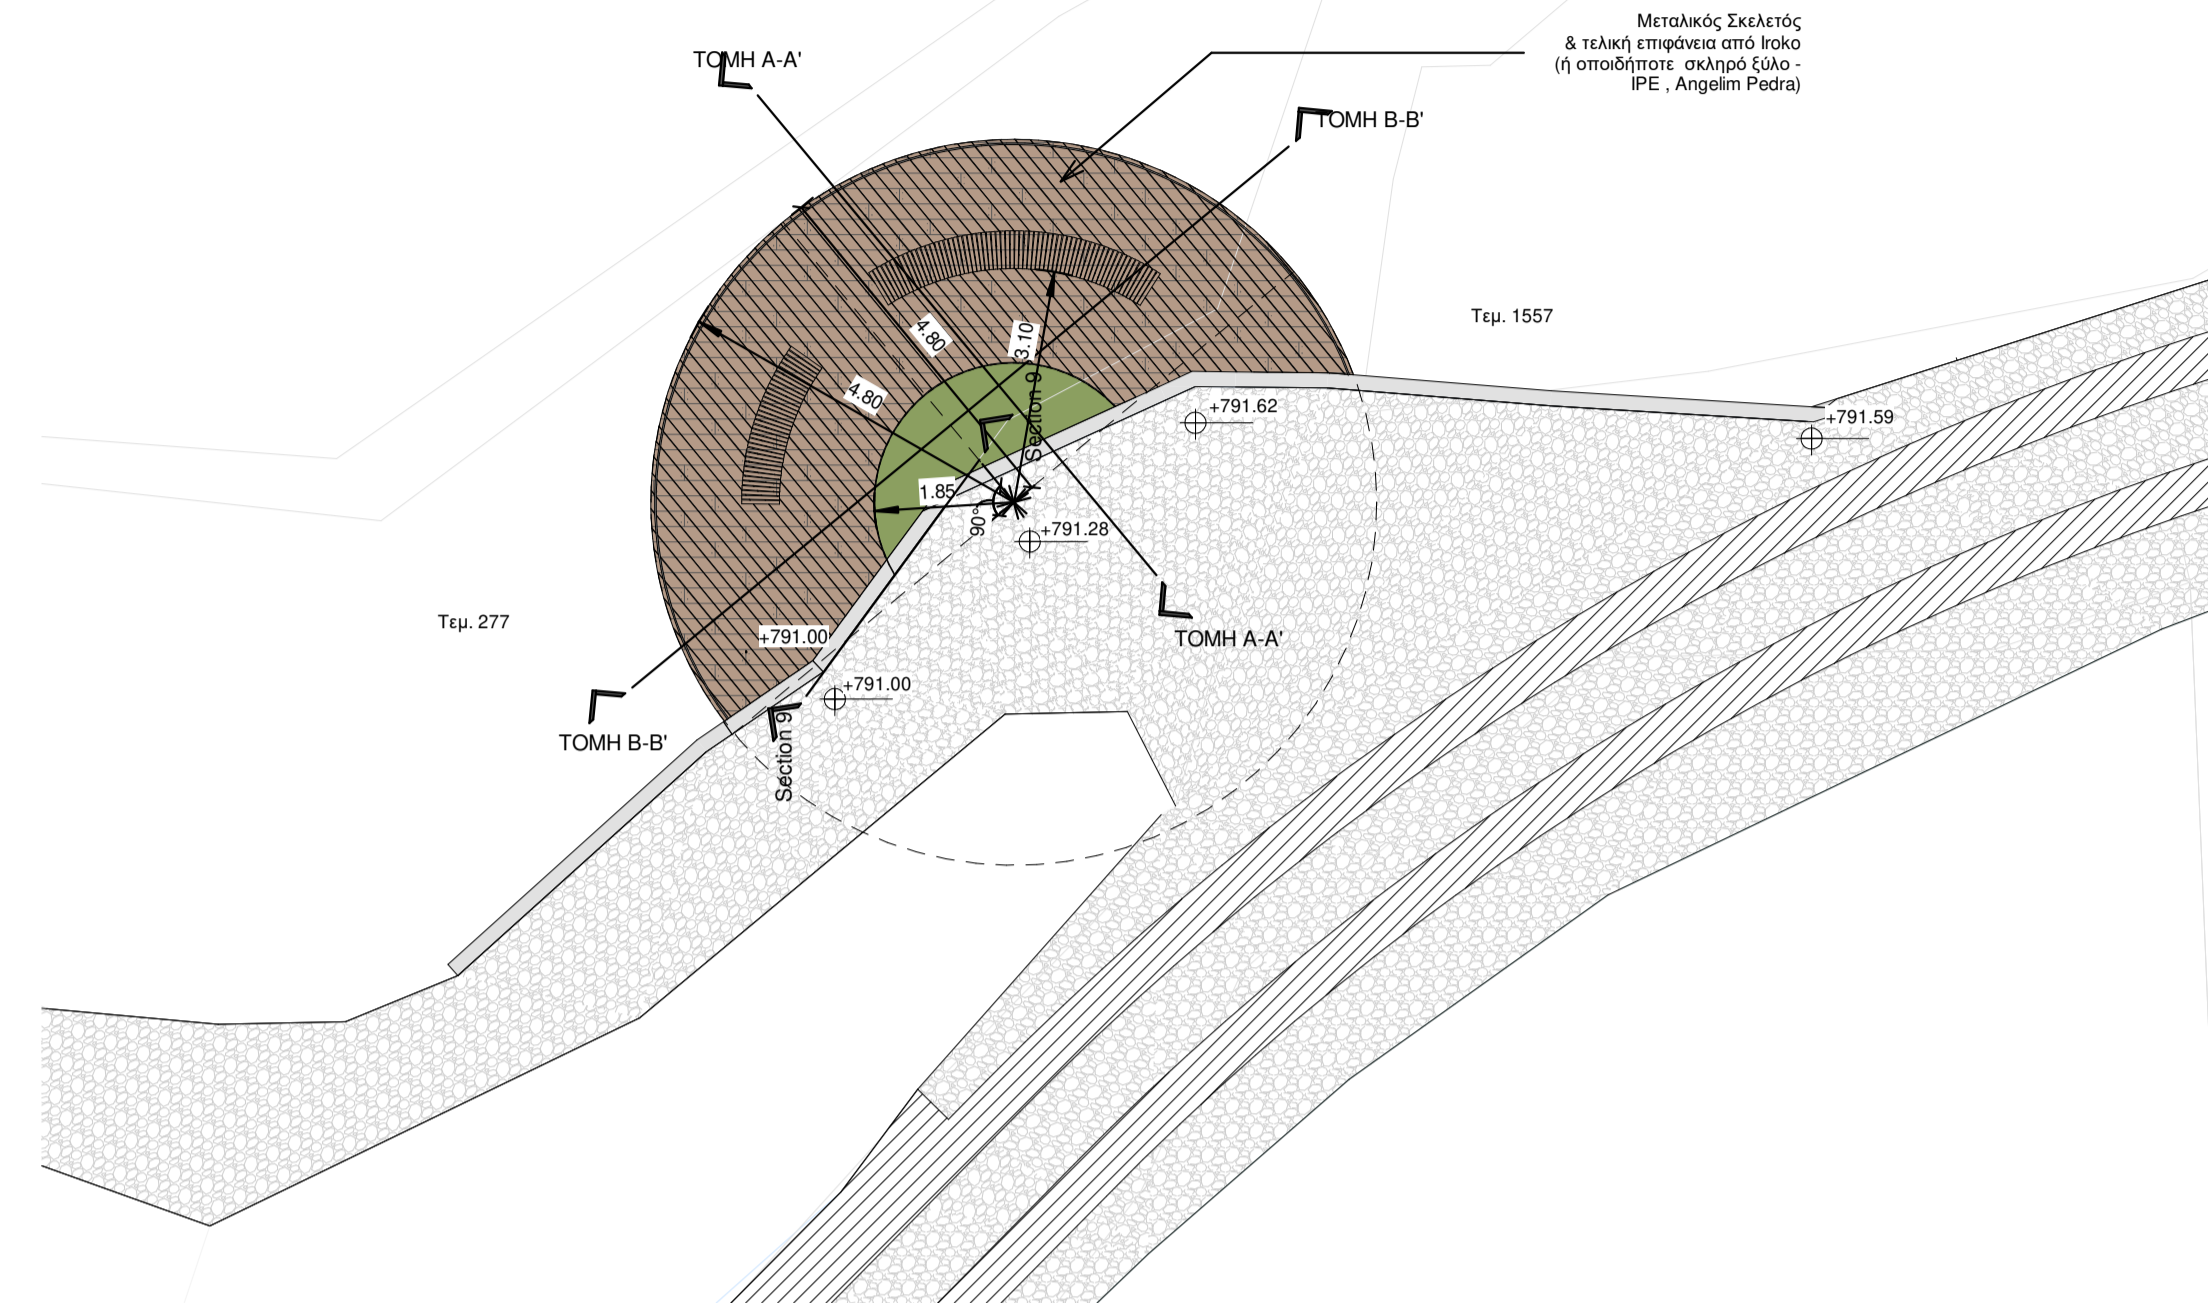 Μεταλικός Σκελετός
& τελική επιφάνεια από Iroko
(ή οποιδήποτε σκληρό ξύλο -
IPE , Angelim Pedra)
ΤΟΜΗ Α-Α'
ΤΟΜΗ Β-Β'
Τεμ. 1557
4.80
3.10
Section 9
4.80
+791.62
+791.59
1.85
90°
+791.28
Τεμ. 277
+791.00
ΤΟΜΗ Α-Α'
+791.00
ΤΟΜΗ Β-Β'
Section 9